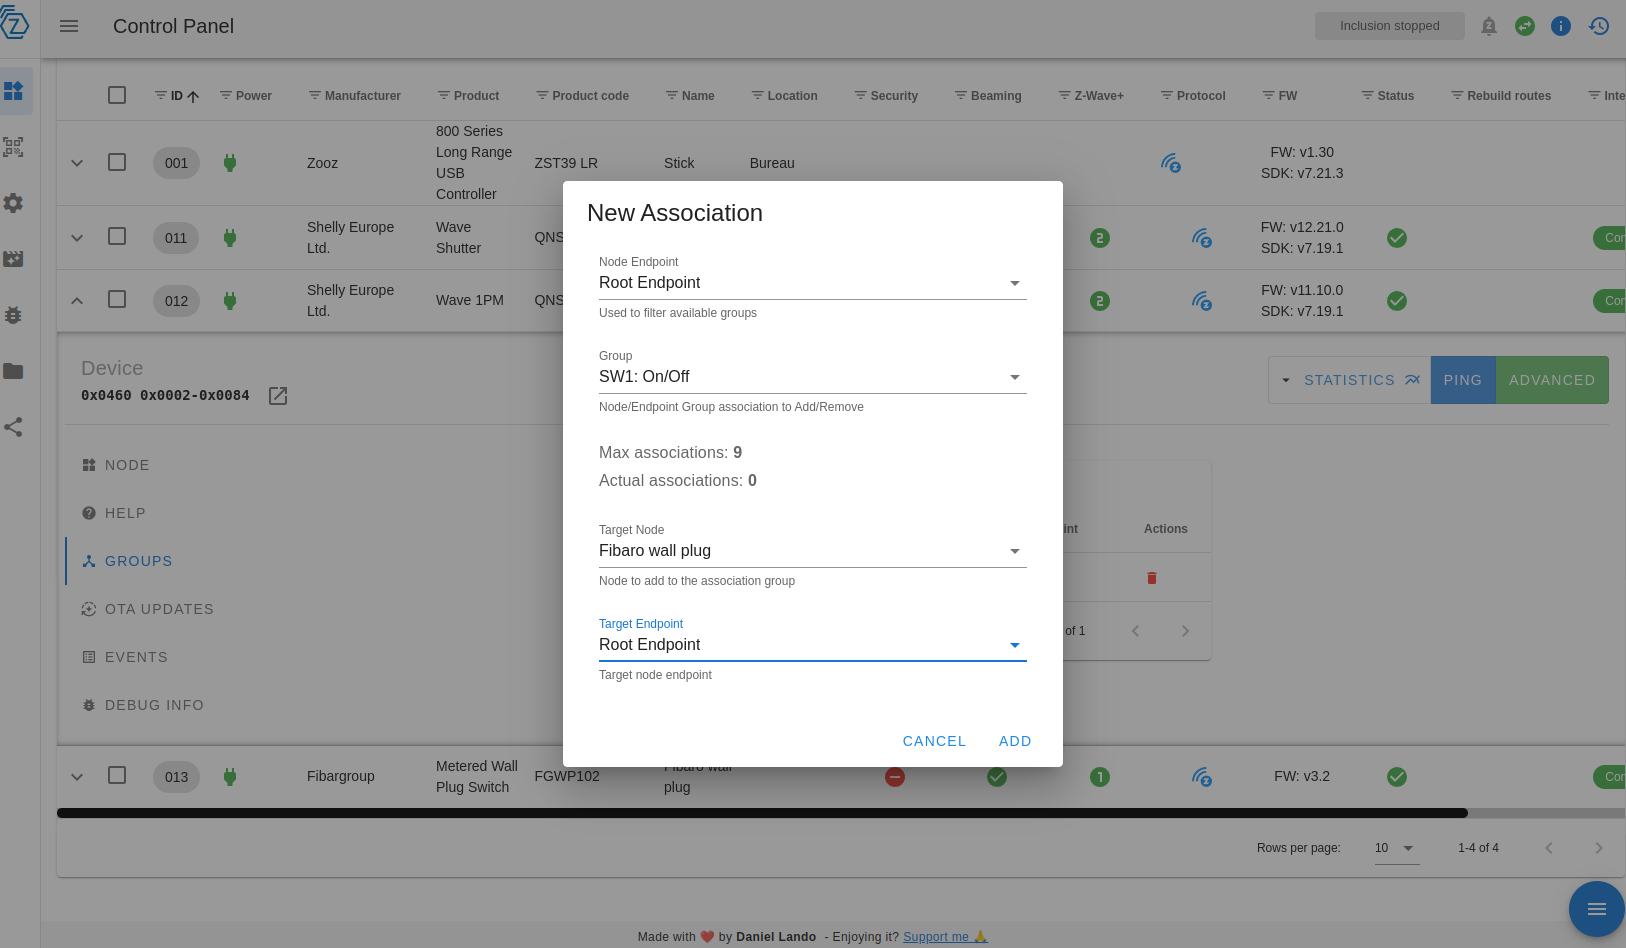 Control Panel
Inclusion stopped
ID
Power
Manufacturer
Product
Product code
Name
Location
Security
Beaming
Z-Wave+
Protocol
FW
Status
Rebuild routes
Inte
001
Zooz
800 Series
Long Range
USB
Controller
ZST39 LR
Stick
Bureau
FW: v1.30
SDK: v7.21.3
011
Shelly Europe
Ltd.
Wave
Shutter
QNS
2
FW: v12.21.0
SDK: v7.19.1
Con
012
Shelly Europe
Ltd.
Wave 1PM
QNS
2
FW: v11.10.0
SDK: v7.19.1
Con
Device
0x0460 0x0002-0x0084
STATISTICS
PING
ADVANCED
NODE
HELP
GROUPS
OTA UPDATES
EVENTS
DEBUG INFO
int
Actions
of 1
New Association
Node Endpoint
Root Endpoint
Used to filter available groups
Group
SW1: On/Off
Node/Endpoint Group association to Add/Remove
Max associations: 9
Actual associations: 0
Target Node
Fibaro wall plug
Node to add to the association group
Target Endpoint
Root Endpoint
Target node endpoint
CANCEL
ADD
013
Fibargroup
Metered Wall
Plug Switch
FGWP102
Fibaro wall
plug
1
FW: v3.2
Con
Rows per page:
10
1-4 of 4
Made with ❤️ by Daniel Lando - Enjoying it? Support me 🙏